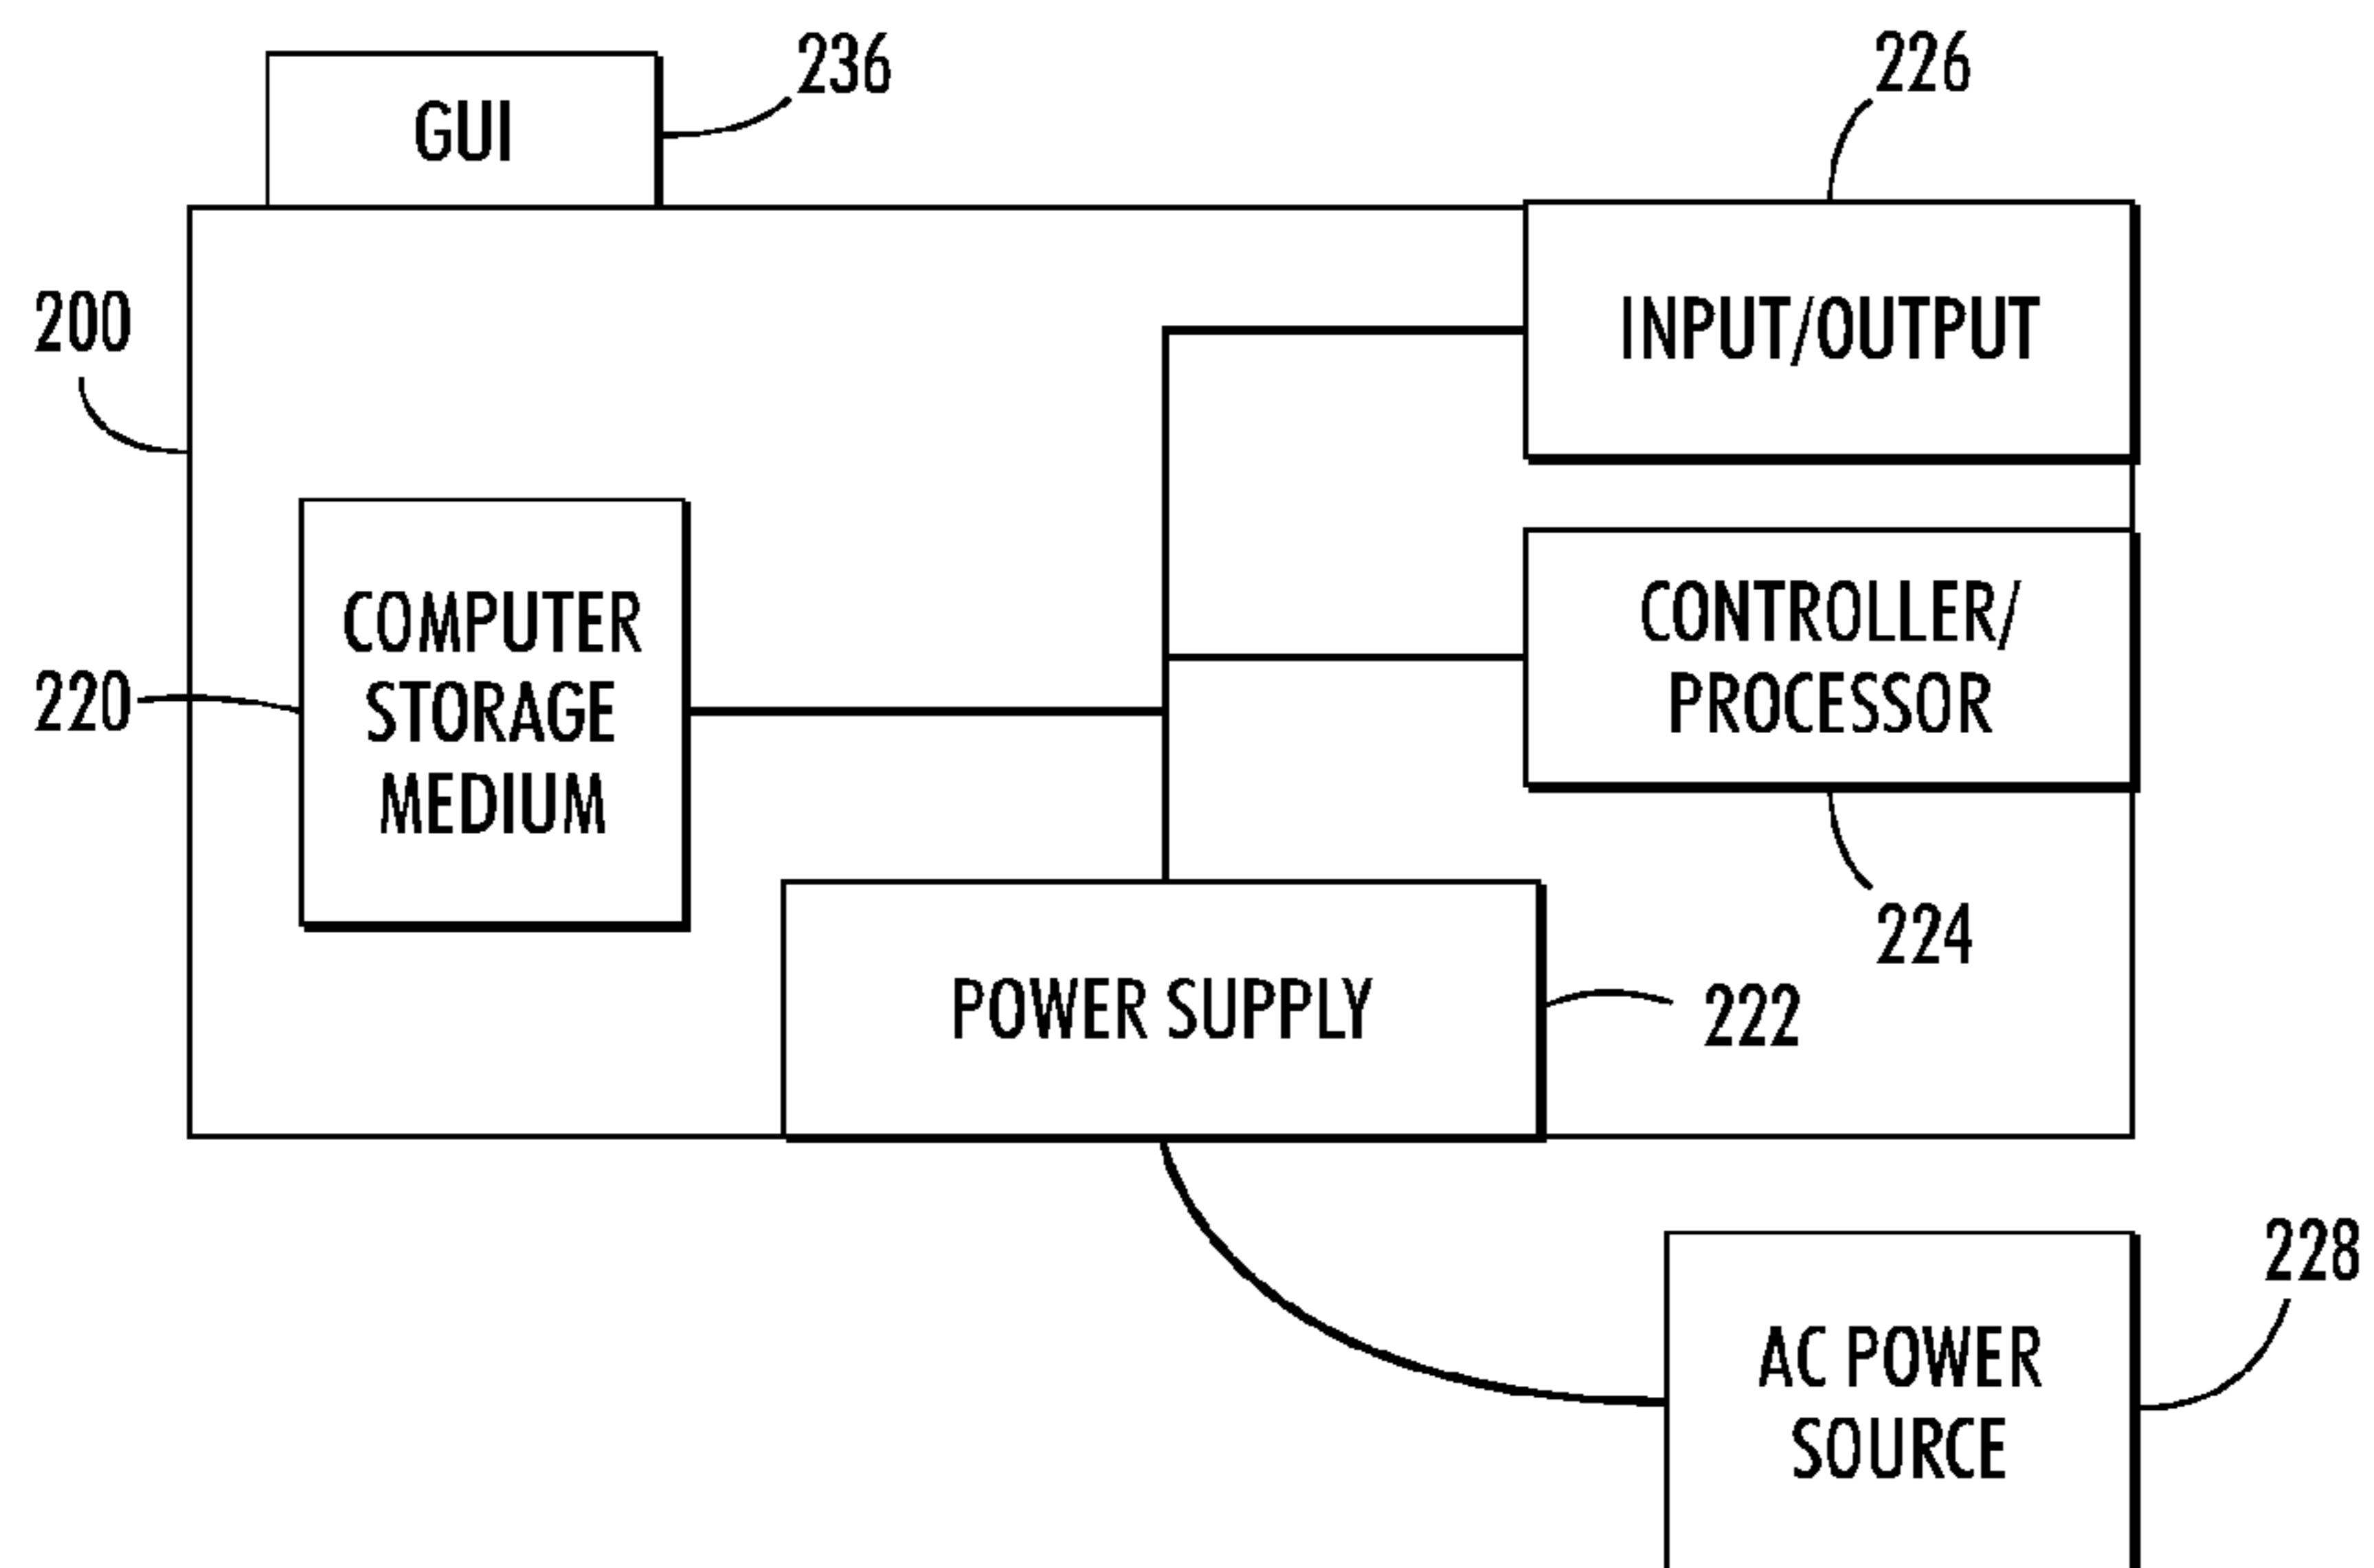 236
GUI
226
200
INPUT/OUTPUT
COMPUTER
STORAGE
MEDIUM
220
CONTROLLER/
PROCESSOR
224
POWER SUPPLY
222
228
AC POWER
SOURCE